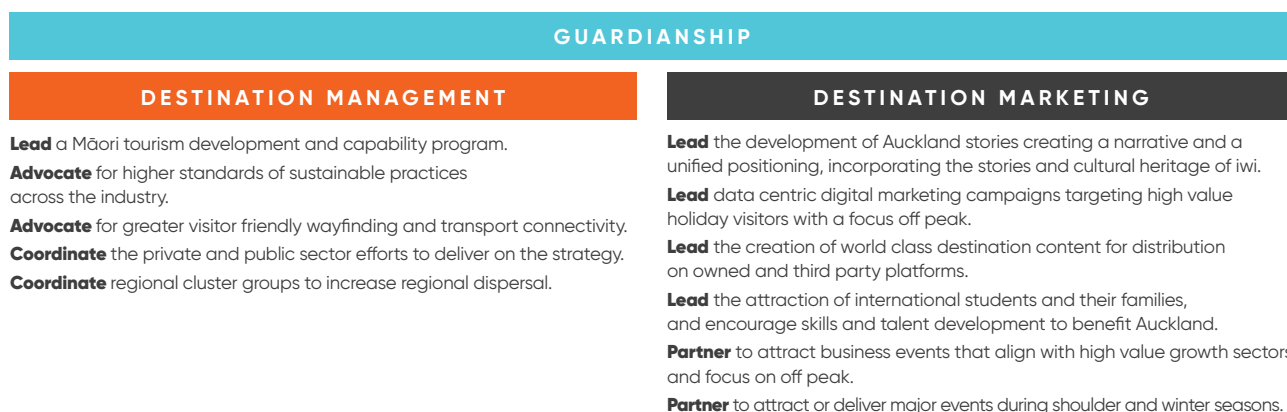 GUARDIANSHIP
DESTINATION MANAGEMENT
Lead a Māori tourism development and capability program.
Advocate for higher standards of sustainable practices
across the industry.
Advocate for greater visitor friendly wayfinding and transport connectivity.
Coordinate the private and public sector efforts to deliver on the strategy.
Coordinate regional cluster groups to increase regional dispersal.
DESTINATION MARKETING
Lead the development of Auckland stories creating a narrative and a
unified positioning, incorporating the stories and cultural heritage of iwi.
Lead data centric digital marketing campaigns targeting high value
holiday visitors with a focus off peak.
Lead the creation of world class destination content for distribution
on owned and third party platforms.
Lead the attraction of international students and their families,
and encourage skills and talent development to benefit Auckland.
Partner to attract business events that align with high value growth sectors
and focus on off peak.
Partner to attract or deliver major events during shoulder and winter seasons.